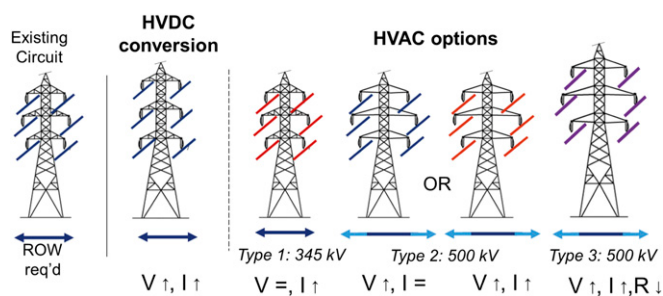 Existing
Circuit
HVDC
conversion
HVAC options
OR
ROW
req'd
Type 1: 345 kV
Type 2: 500 kV
Type 3: 500 kV
V ↑, I ↑
V =, I ↑
V ↑, I =
V ↑, I ↑
V ↑, I ↑,R ↓